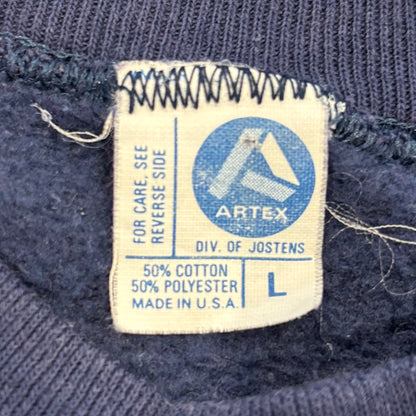 FOR CARE, SEE
REVERSE SIDE
ARTEX
DIV. OF JOSTENS
50% COTTON
50% POLYESTER
MADE IN U.S.A.
L